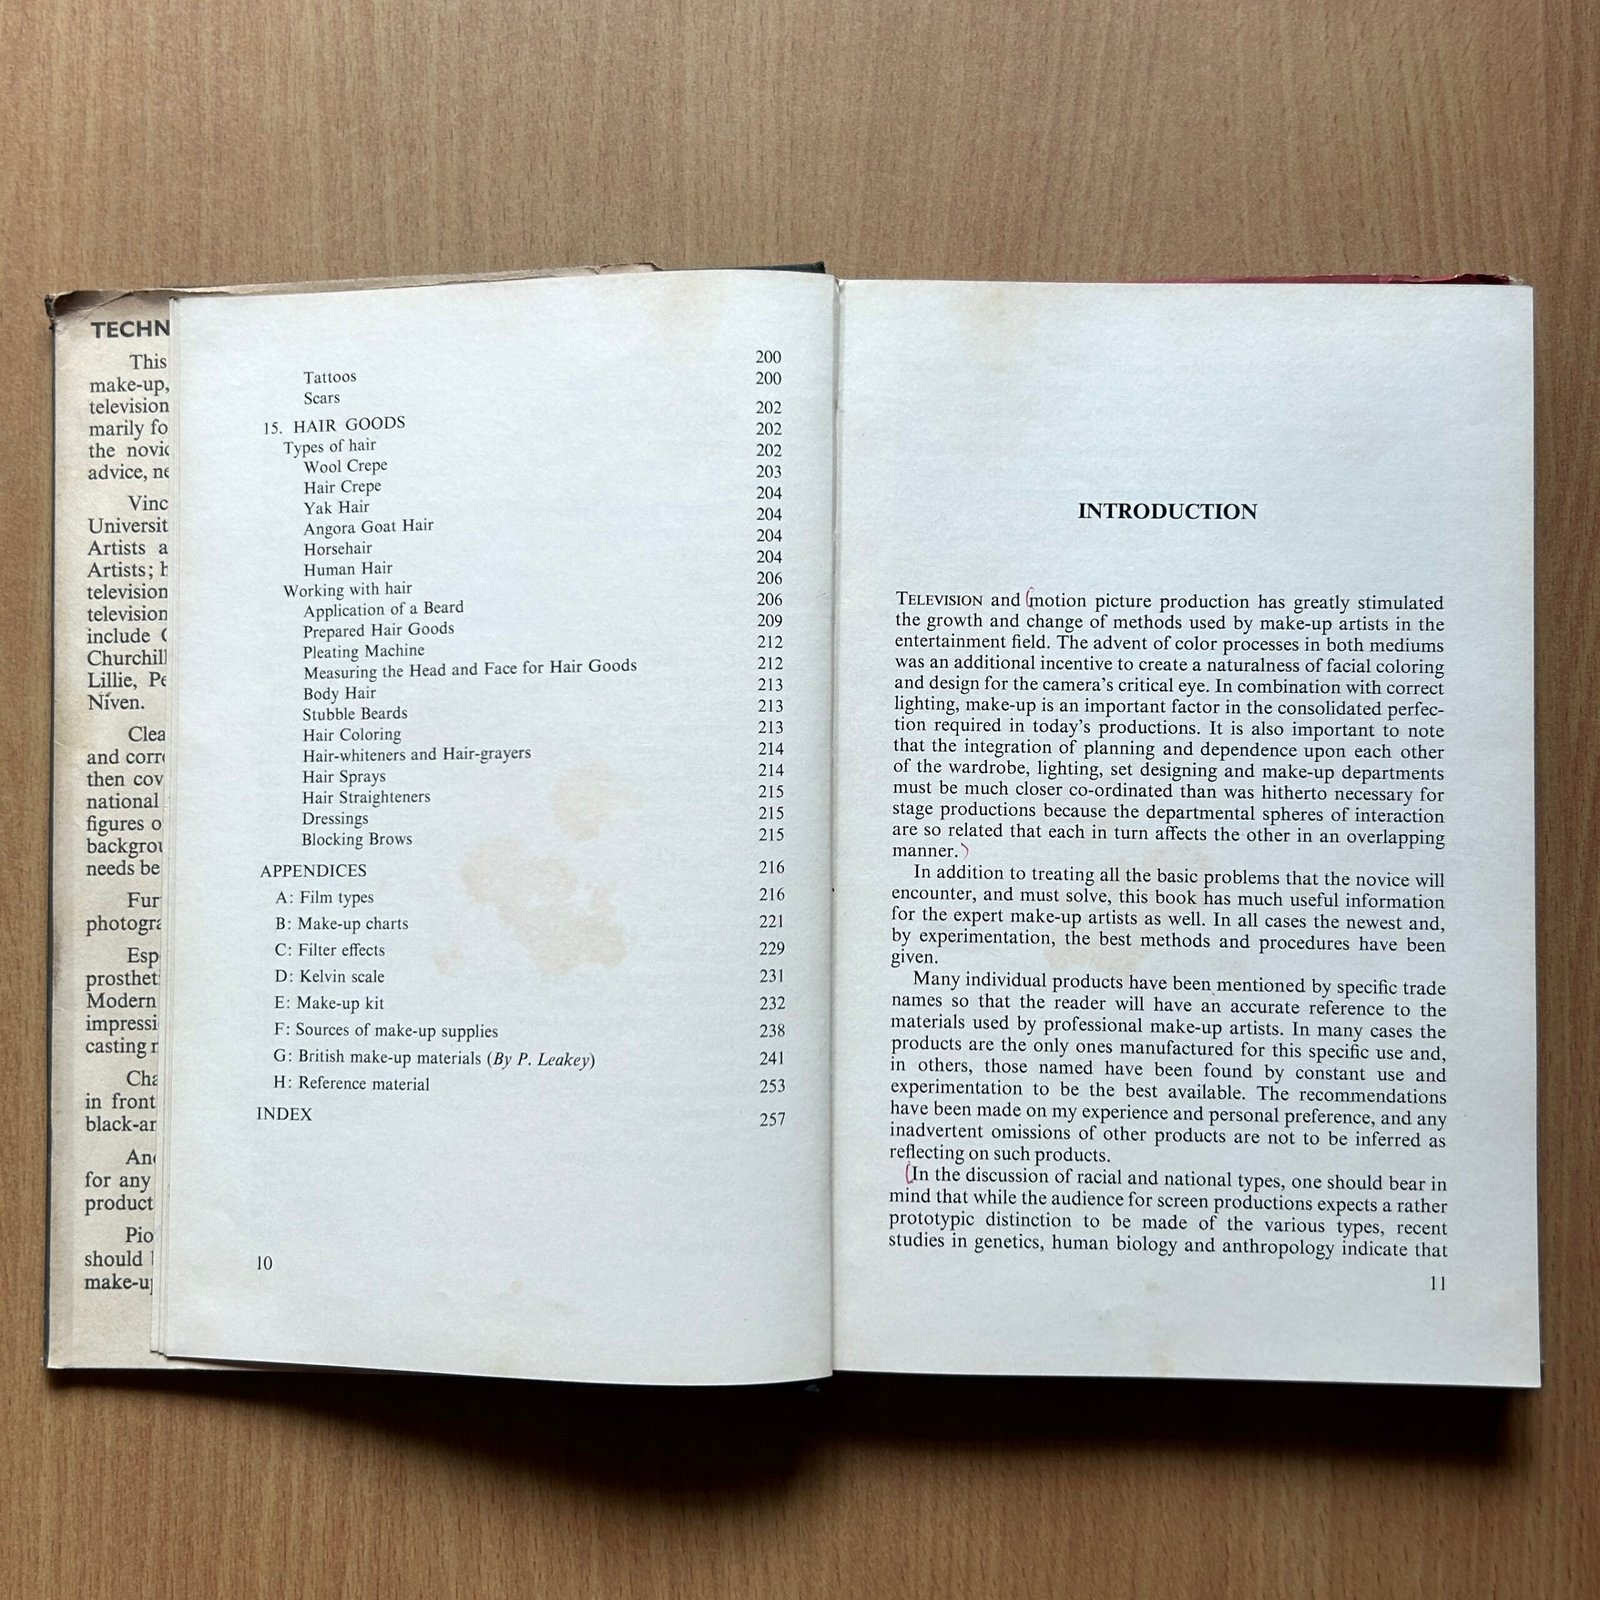 TECHN
This
make-up,
television
marily fo
the novic
advice, ne
Vinc
Universit
Artists a
Artists; h
television
television
include C
Churchill
Lillie, Pe
Niven.
Clea
and corre
then cov
national
figures o
backgrou
needs be
Fur
photogra
Esp
prosthet
Modern
impressi
casting r
Cha
in front
black-an
And
for any
product
Pio
should
make-up
Tattoos 200
Scars 200
15. HAIR GOODS 202
Types of hair 202
Wool Crepe 202
Hair Crepe 203
Yak Hair 204
Angora Goat Hair 204
Horsehair 204
Human Hair 204
Working with hair 206
Application of a Beard 206
Prepared Hair Goods 209
Pleating Machine 212
Measuring the Head and Face for Hair Goods 212
Body Hair 213
Stubble Beards 213
Hair Coloring 213
Hair-whiteners and Hair-grayers 214
Hair Sprays 214
Hair Straighteners 215
Dressings 215
Blocking Brows 215
APPENDICES 216
A: Film types 216
B: Make-up charts 221
C: Filter effects 229
D: Kelvin scale 231
E: Make-up kit 232
F: Sources of make-up supplies 238
G: British make-up materials (By P. Leakey) 241
H: Reference material 253
INDEX 257
10
INTRODUCTION
TELEVISION and (motion picture production has greatly stimulated
the growth and change of methods used by make-up artists in the
entertainment field. The advent of color processes in both mediums
was an additional incentive to create a naturalness of facial coloring
and design for the camera's critical eye. In combination with correct
lighting, make-up is an important factor in the consolidated perfec-
tion required in today's productions. It is also important to note
that the integration of planning and dependence upon each other
of the wardrobe, lighting, set designing and make-up departments
must be much closer co-ordinated than was hitherto necessary for
stage productions because the departmental spheres of interaction
are so related that each in turn affects the other in an overlapping
manner.)
In addition to treating all the basic problems that the novice will
encounter, and must solve, this book has much useful information
for the expert make-up artists as well. In all cases the newest and,
by experimentation, the best methods and procedures have been
given.
Many individual products have been mentioned by specific trade
names so that the reader will have an accurate reference to the
materials used by professional make-up artists. In many cases the
products are the only ones manufactured for this specific use and,
in others, those named have been found by constant use and
experimentation to be the best available. The recommendations
have been made on my experience and personal preference, and any
inadvertent omissions of other products are not to be inferred as
reflecting on such products.
(In the discussion of racial and national types, one should bear in
mind that while the audience for screen productions expects a rather
prototypic distinction to be made of the various types, recent
studies in genetics, human biology and anthropology indicate that
11